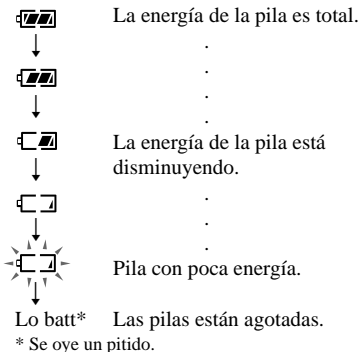 La energía de la pila es total.
.
.
.
.
La energía de la pila está
disminuyendo.
.
.
.
Pila con poca energía.
Lo batt* Las pilas están agotadas.
* Se oye un pitido.